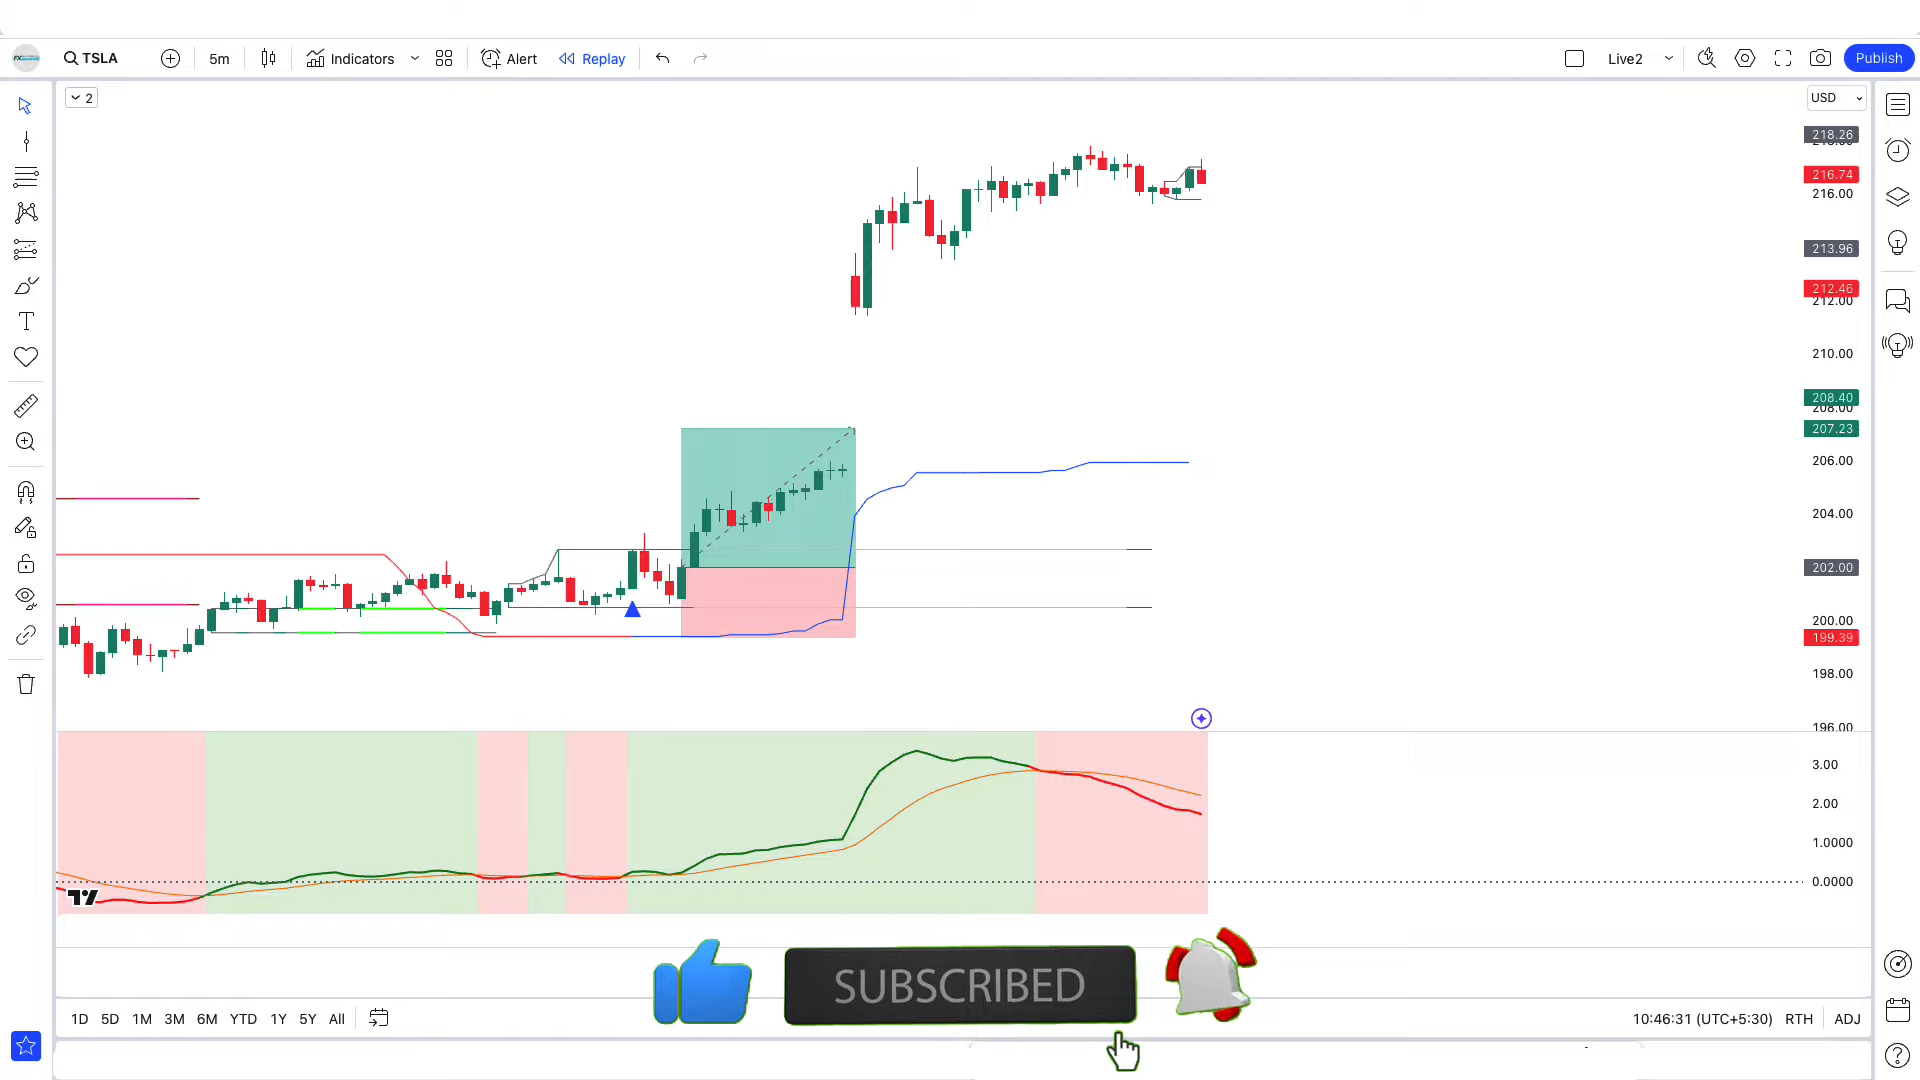 TSLA
5m
Indicators
Alert
Replay
Live2
Publish
2
USD
218.26
216.74
216.00
213.96
212.46
212.00
210.00
208.40
208.00
207.23
206.00
204.00
202.00
200.00
199.39
198.00
196.00
3.00
2.00
1.0000
0.0000
SUBSCRIBED
1D 5D 1M 3M 6M YTD 1Y 5Y All
10:46:31 (UTC+5:30) RTH ADJ